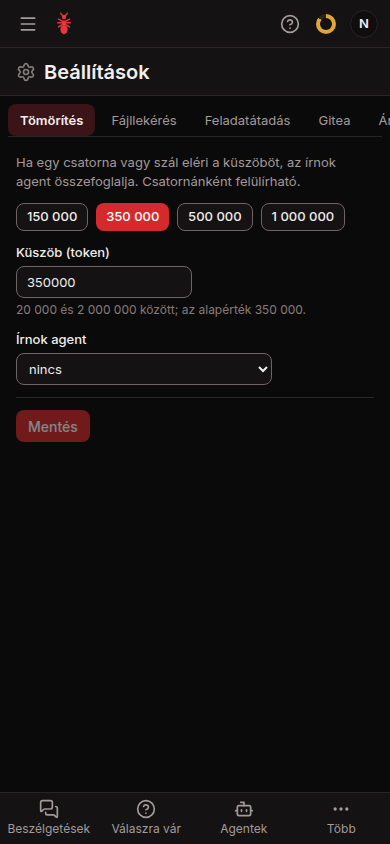 N
Beállítások
Tömörítés Fájllekérés Feladatátadás Gitea
Ha egy csatorna vagy szál eléri a küszöböt, az írnok
agent összefoglalja. Csatornánként felülírható.
150 000 350 000 500 000 1 000 000
Küszöb (token)
350000
20 000 és 2 000 000 között; az alapérték 350 000.
Írnok agent
nincs
Mentés
Beszélgetések Válaszra vár Agentek Több